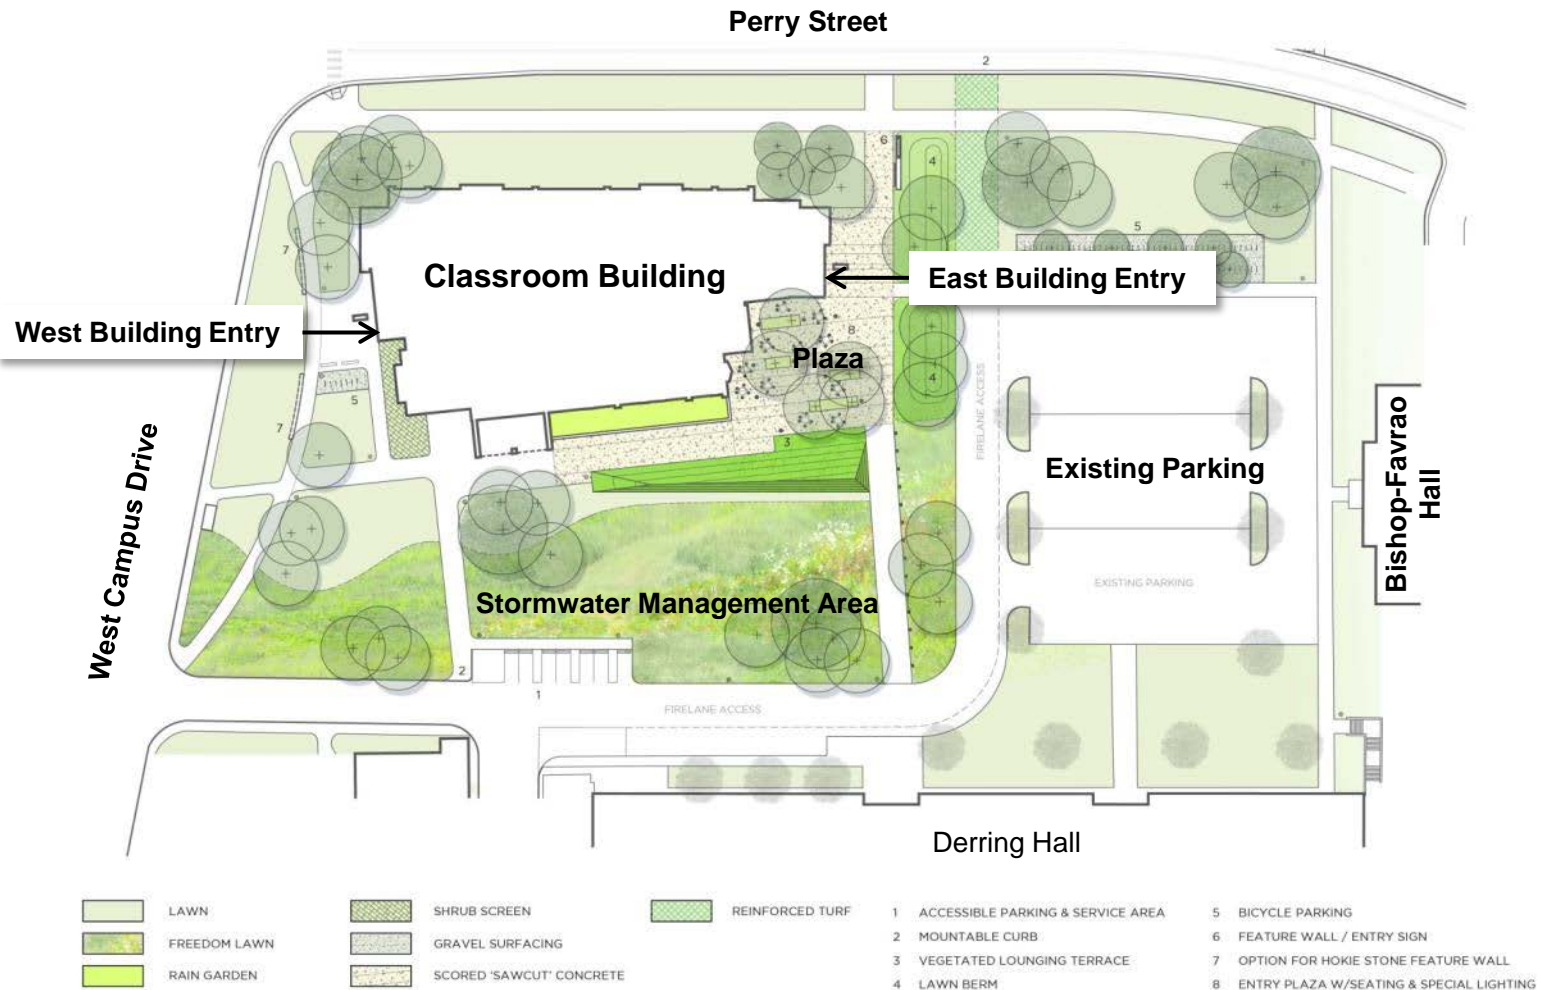 Perry Street
2
6
4
5
7
Classroom Building
East Building Entry
West Building Entry
8
Plaza
4
5
7
3
FIRELANE ACCESS
Existing Parking
Bishop-Favrao
Hall
West Campus Drive
EXISTING PARKING
Stormwater Management Area
2
1
FIRELANE ACCESS
Derring Hall
LAWN
FREEDOM LAWN
RAIN GARDEN
SHRUB SCREEN
GRAVEL SURFACING
SCORED 'SAWCUT' CONCRETE
REINFORCED TURF
1 ACCESSIBLE PARKING & SERVICE AREA
2 MOUNTABLE CURB
3 VEGETATED LOUNGING TERRACE
4 LAWN BERM
5 BICYCLE PARKING
6 FEATURE WALL / ENTRY SIGN
7 OPTION FOR HOKIE STONE FEATURE WALL
8 ENTRY PLAZA W/SEATING & SPECIAL LIGHTING